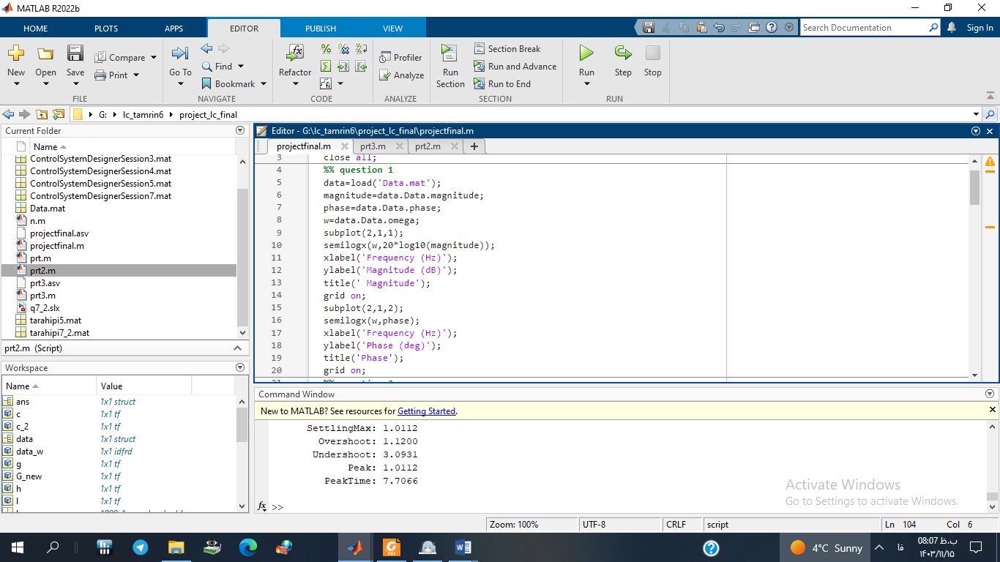 MATLAB R2022b
HOME PLOTS APPS EDITOR PUBLISH VIEW Search Documentation Sign In
New Open Save Compare Print Go To Find Bookmark Refactor Profiler Analyze Run Section Section Break Run and Advance Run to End Run Step Stop
FILE NAVIGATE CODE ANALYZE SECTION RUN
G: lc_tamrin6 project_lc_final
Current Folder
Name
ControlSystemDesignerSession3.mat
ControlSystemDesignerSession4.mat
ControlSystemDesignerSession5.mat
ControlSystemDesignerSession7.mat
Data.mat
n.m
projectfinal.asv
projectfinal.m
prt.m
prt2.m
prt3.asv
prt3.m
q7_2.slx
tarahipi5.mat
tarahipi7_2.mat
prt2.m (Script)
Workspace
Name Value
ans 1x1 struct
c 1x1 tf
c_2 1x1 tf
data 1x1 struct
data_w 1x1 idfrd
g 1x1 tf
G_new 1x1 tf
h 1x1 tf
l 1x1 tf
Editor - G:\lc_tamrin6\project_lc_final\projectfinal.m
projectfinal.m prt3.m prt2.m
3 close all;
4 %% question 1
5 data=load('Data.mat');
6 magnitude=data.Data.magnitude;
7 phase=data.Data.phase;
8 w=data.Data.omega;
9 subplot(2,1,1);
10 semilogx(w,20*log10(magnitude));
11 xlabel('Frequency (Hz)');
12 ylabel('Magnitude (dB)');
13 title(' Magnitude');
14 grid on;
15 subplot(2,1,2);
16 semilogx(w,phase);
17 xlabel('Frequency (Hz)');
18 ylabel('Phase (deg)');
19 title('Phase');
20 grid on;
Command Window
New to MATLAB? See resources for Getting Started.
SettlingMax: 1.0112
Overshoot: 1.1200
Undershoot: 3.0931
Peak: 1.0112
PeakTime: 7.7066
fx >>
Activate Windows
Go to Settings to activate Windows.
Zoom: 100% UTF-8 CRLF script Ln 104 Col 6
4°C Sunny فا 08:07 ب.ظ
۱۴۰۳/۱۱/۱۵